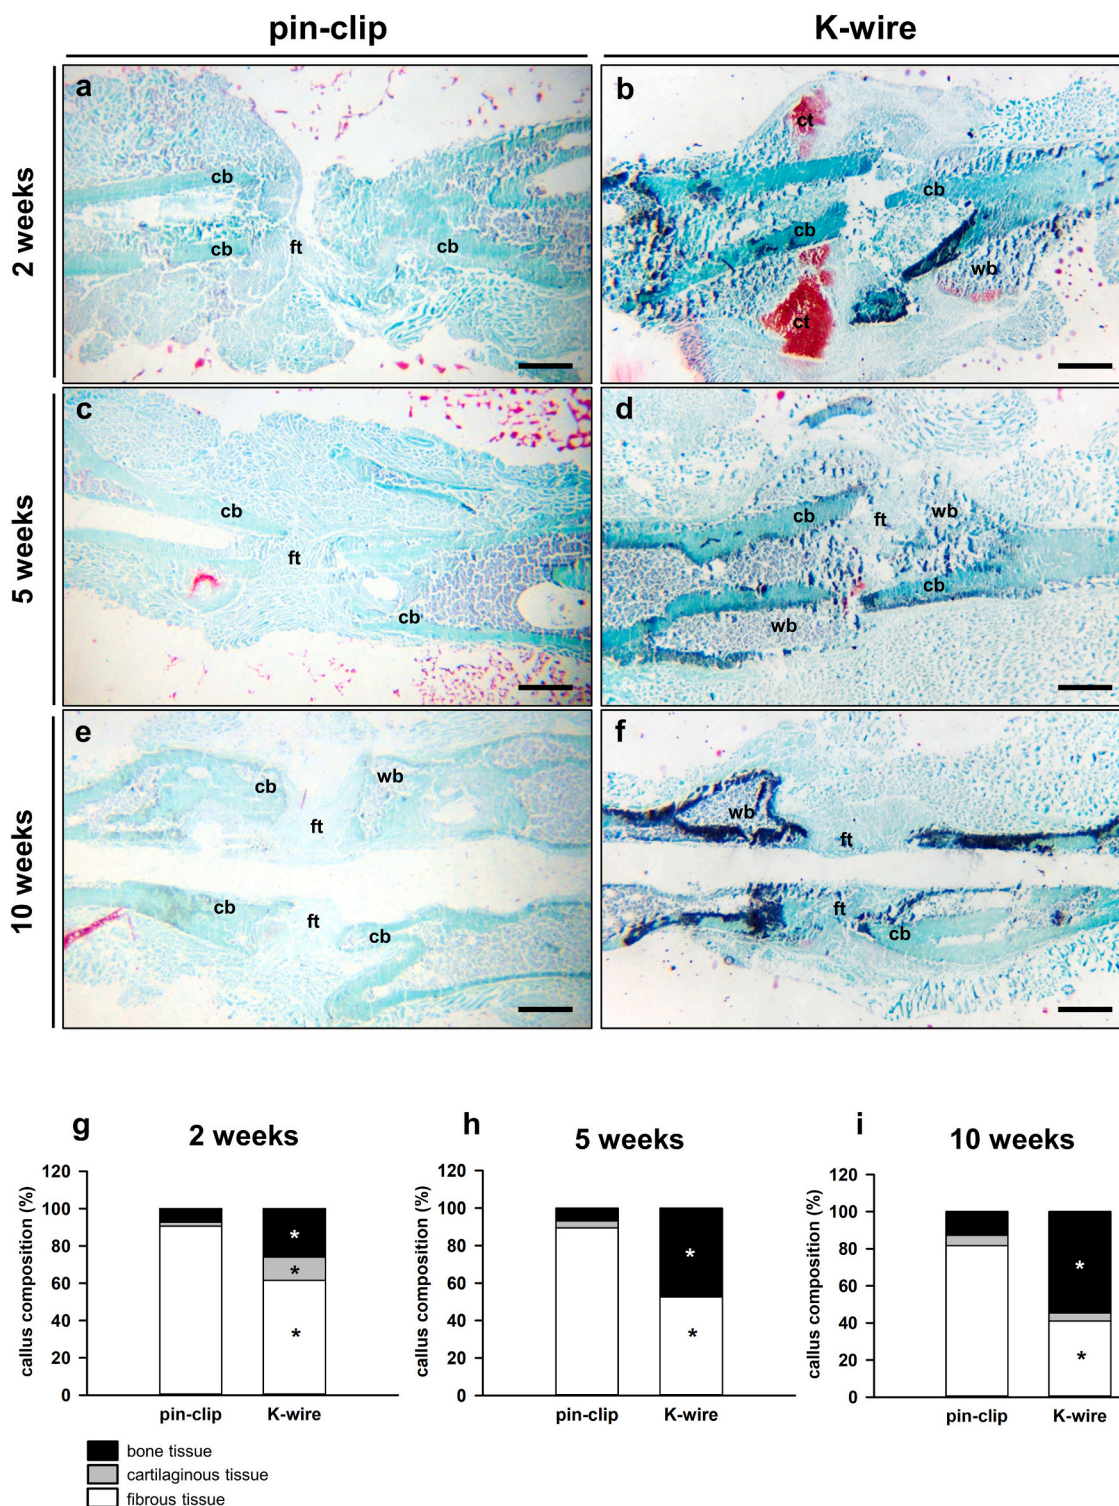 pin-clip
K-wire
2 weeks
a
cb
cb
ft
cb
b
ct
cb
cb
wb
ct
5 weeks
c
cb
ft
cb
d
cb
ft
wb
cb
wb
10 weeks
e
cb
wb
ft
cb
ft
cb
f
wb
ft
ft
cb
g
2 weeks
callus composition (%)
120
100
80
60
40
20
0
*
*
*
pin-clip
K-wire
h
5 weeks
callus composition (%)
120
100
80
60
40
20
0
*
*
pin-clip
K-wire
i
10 weeks
callus composition (%)
120
100
80
60
40
20
0
*
*
pin-clip
K-wire
bone tissue
cartilaginous tissue
fibrous tissue